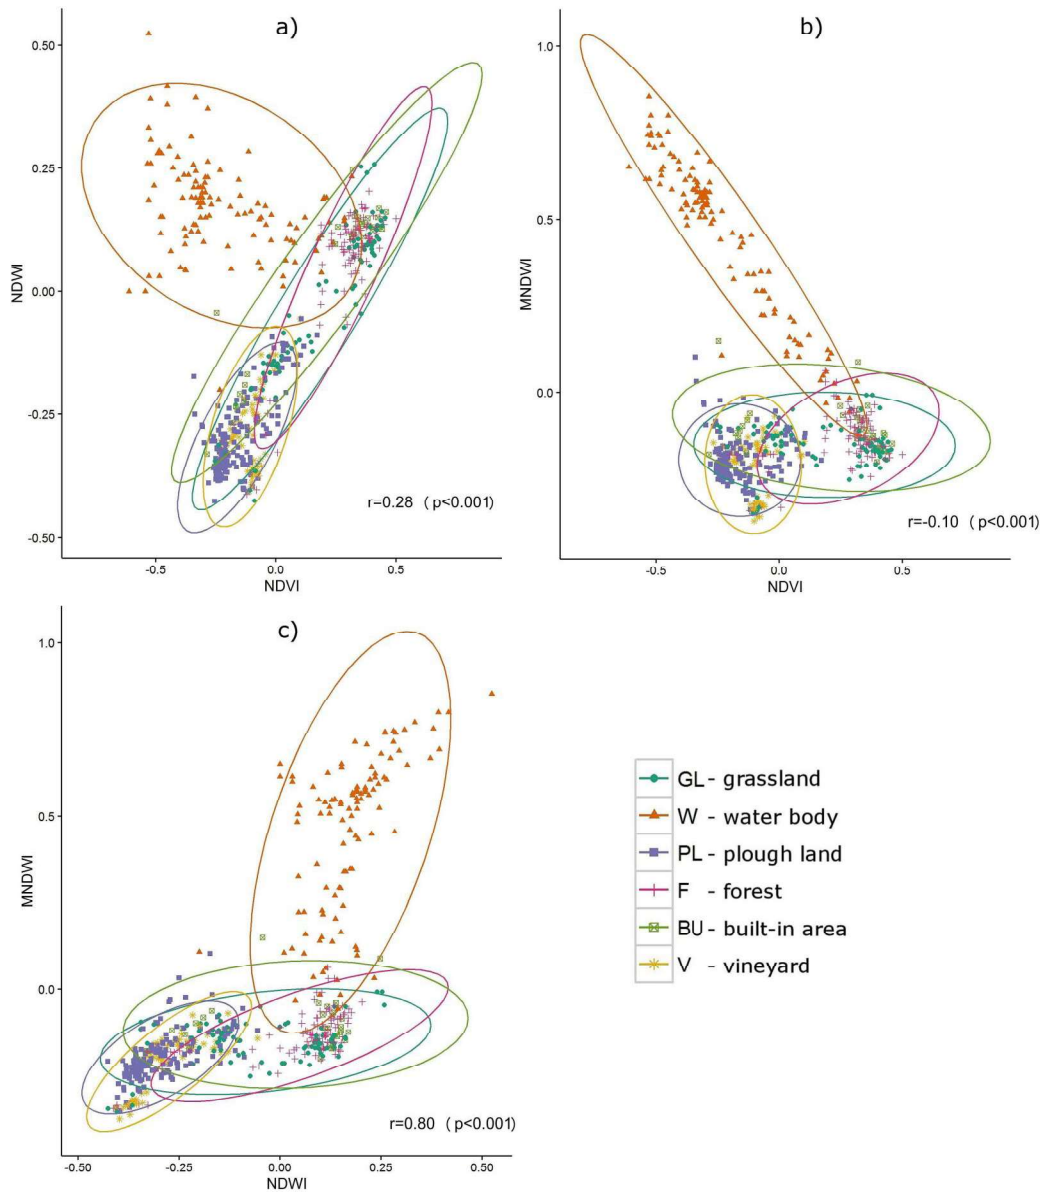 a)
0.50
0.25
0.00
-0.25
-0.50
NDWI
r=0.28 (p<0.001)
-0.5 0.0 0.5
NDVI
b)
1.0
0.5
0.0
MNDWI
r=-0.10 (p<0.001)
-0.5 0.0 0.5
NDVI
c)
1.0
0.5
0.0
MNDWI
r=0.80 (p<0.001)
-0.50 -0.25 0.00 0.25 0.50
NDWI
GL - grassland
W - water body
PL - plough land
F - forest
BU - built-in area
V - vineyard